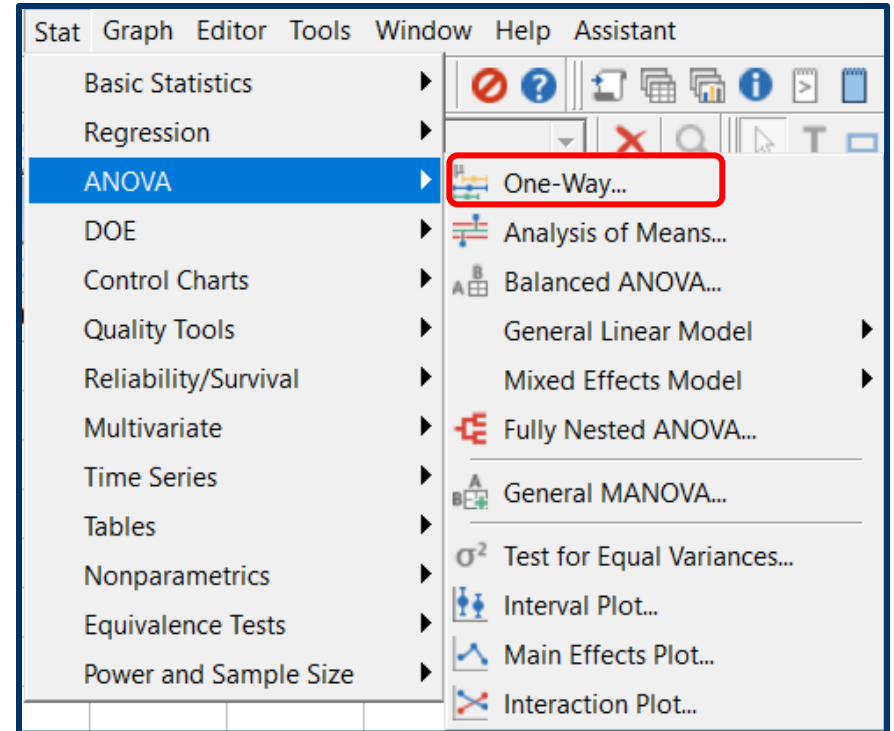 Stat Graph Editor Tools Window Help Assistant
Basic Statistics
Regression
ANOVA
DOE
Control Charts
Quality Tools
Reliability/Survival
Multivariate
Time Series
Tables
Nonparametrics
Equivalence Tests
Power and Sample Size
T
μ One-Way...
Analysis of Means...
A B Balanced ANOVA...
General Linear Model
Mixed Effects Model
Fully Nested ANOVA...
A B General MANOVA...
σ² Test for Equal Variances...
Interval Plot...
Main Effects Plot...
Interaction Plot...